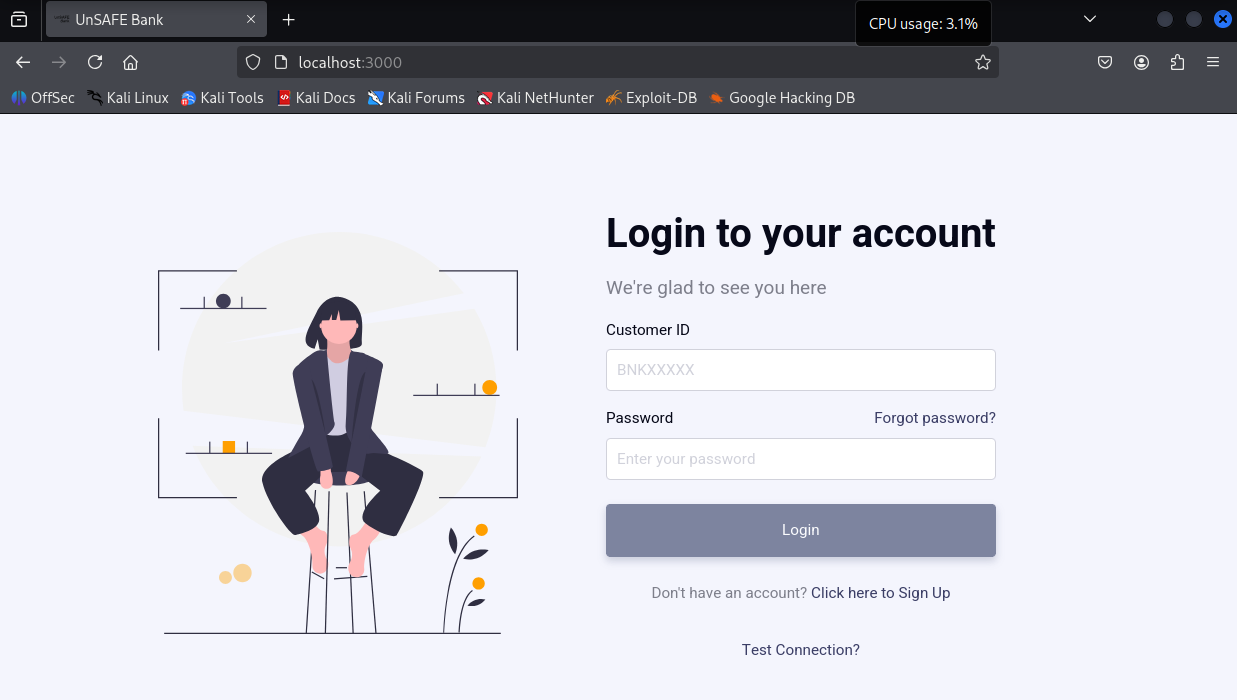 UnSAFE Bank
CPU usage: 3.1%
localhost:3000
OffSec Kali Linux Kali Tools Kali Docs Kali Forums Kali NetHunter Exploit-DB Google Hacking DB
Login to your account
We're glad to see you here
Customer ID
BNKXXXXX
Password Forgot password?
Enter your password
Login
Don't have an account? Click here to Sign Up
Test Connection?